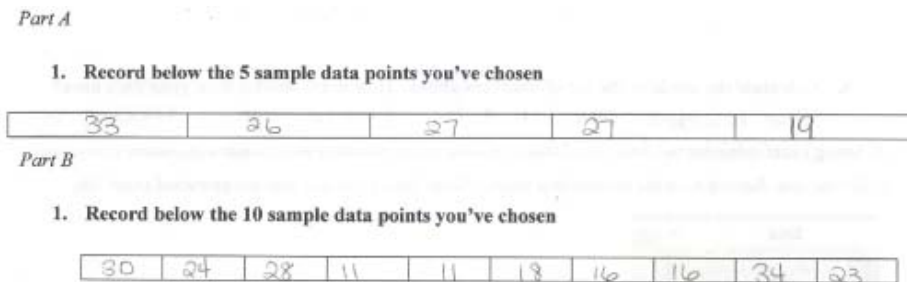 Part A
1. Record below the 5 sample data points you've chosen
33 26 27 27 19
Part B
1. Record below the 10 sample data points you've chosen
30 24 28 11 11 18 16 16 34 23